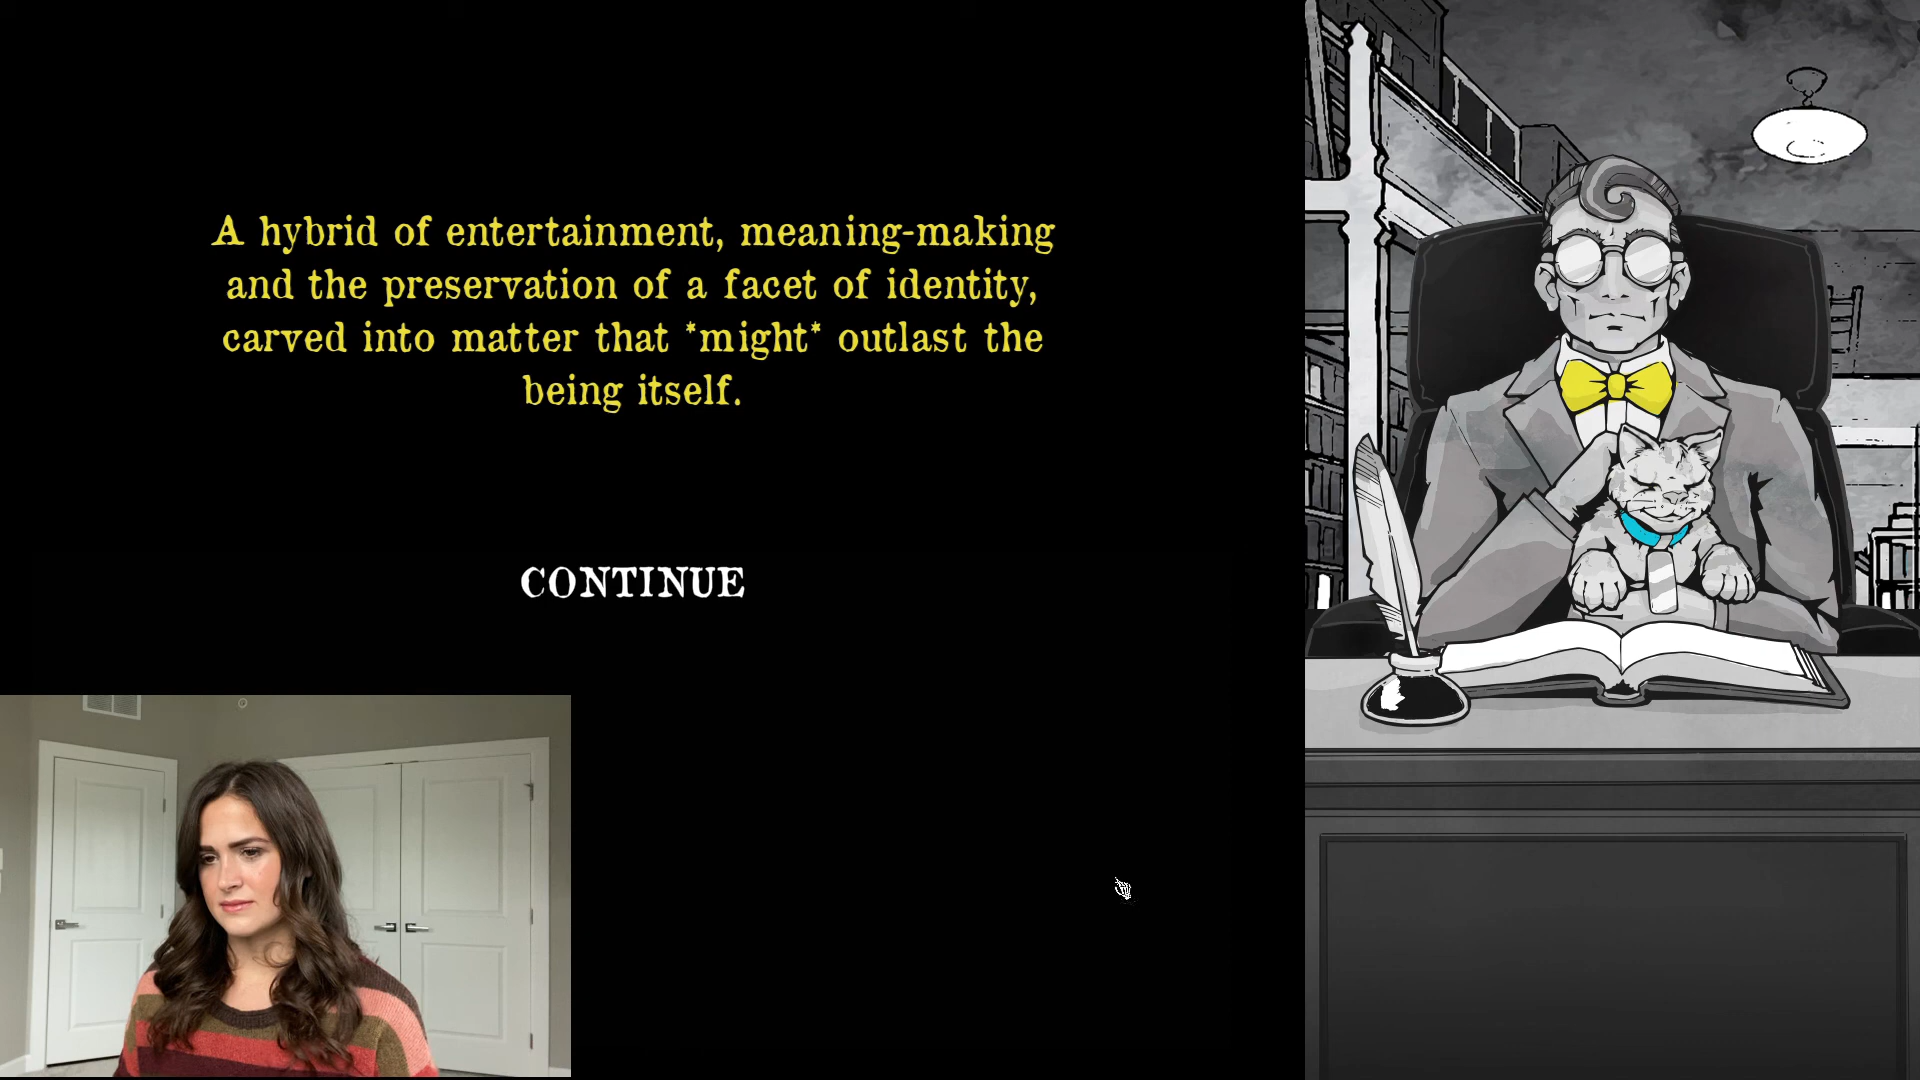 A hybrid of entertainment, meaning-making
and the preservation of a facet of identity,
carved into matter that *might* outlast the
being itself.
CONTINUE